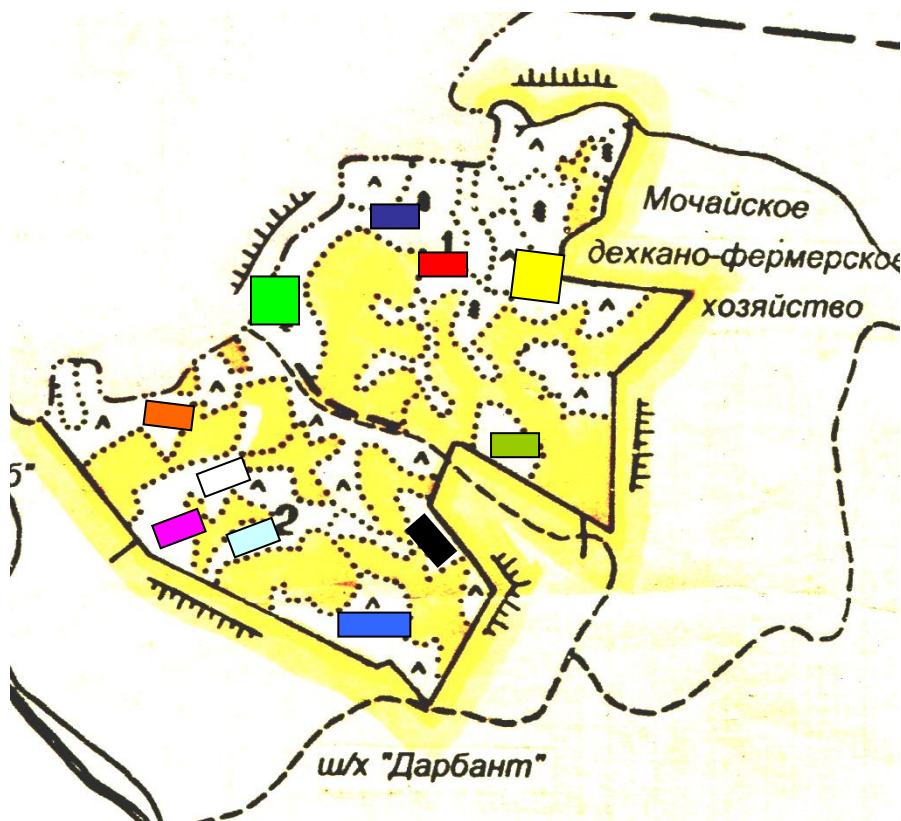 Мочайское
дехкано-фермерское
хозяйство
1
б"
2
ш/х "Дарбант"